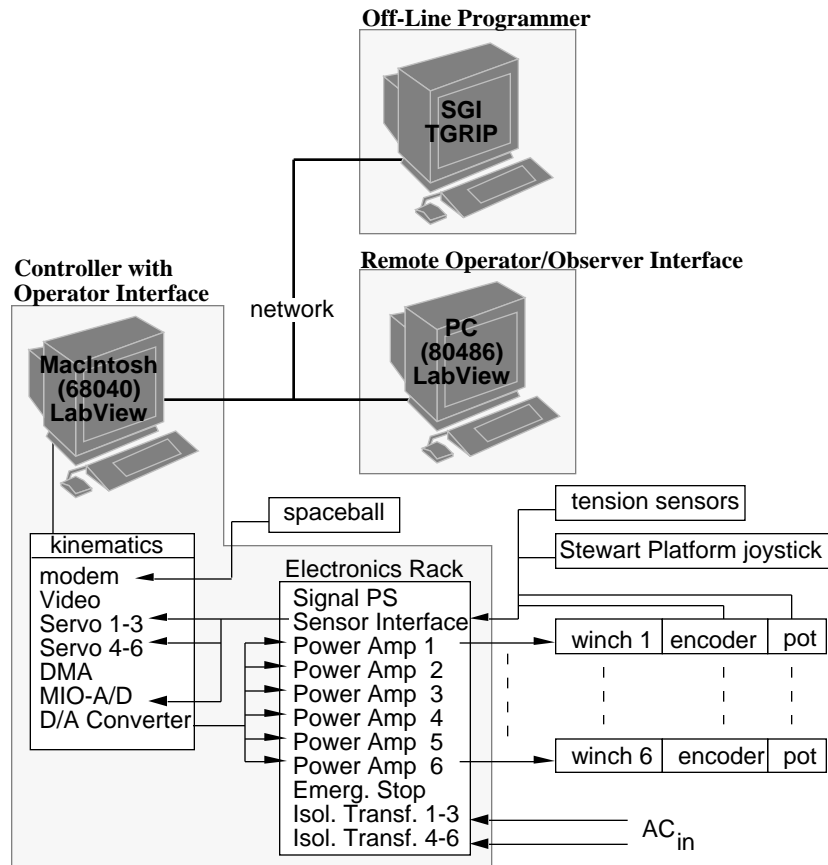 Off-Line Programmer
SGI
TGRIP
Controller with
Operator Interface
Remote Operator/Observer Interface
network
MacIntosh
(68040)
LabView
PC
(80486)
LabView
spaceball
tension sensors
Stewart Platform joystick
kinematics
modem
Video
Servo 1-3
Servo 4-6
DMA
MIO-A/D
D/A Converter
Electronics Rack
Signal PS
Sensor Interface
Power Amp 1
Power Amp 2
Power Amp 3
Power Amp 4
Power Amp 5
Power Amp 6
Emerg. Stop
Isol. Transf. 1-3
Isol. Transf. 4-6
winch 1 encoder pot
winch 6 encoder pot
ACin